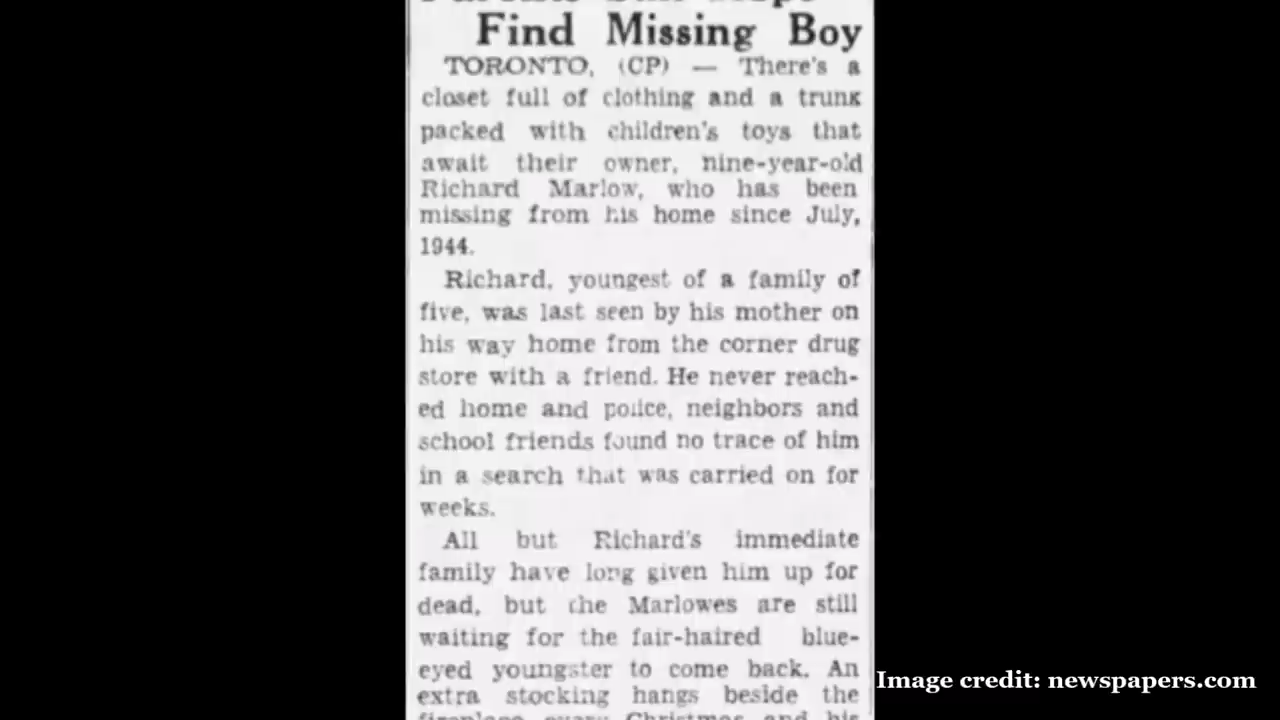 Find Missing Boy
TORONTO, (CP) — There's a
closet full of clothing and a trunk
packed with children's toys that
await their owner, nine-year-old
Richard Marlow, who has been
missing from his home since July,
1944.
Richard, youngest of a family of
five, was last seen by his mother on
his way home from the corner drug
store with a friend. He never reach-
ed home and police, neighbors and
school friends found no trace of him
in a search that was carried on for
weeks.
All but Richard's immediate
family have long given him up for
dead, but the Marlowes are still
waiting for the fair-haired blue-
eyed youngster to come back. An
extra stocking hangs beside the
Christmas and his
Image credit: newspapers.com